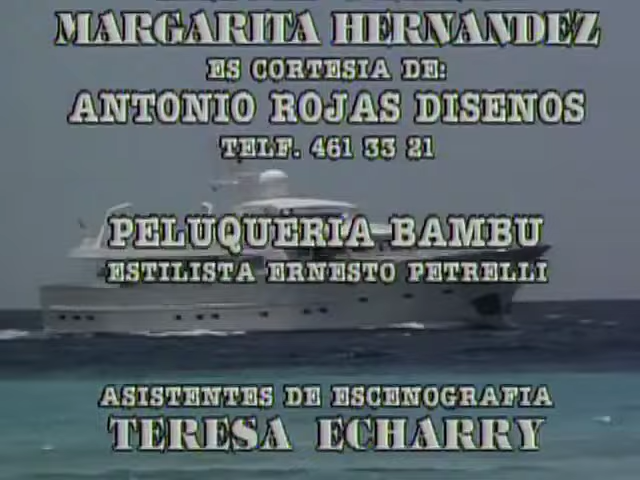 MARGARITA HERNANDEZ
ES CORTESIA DE:
ANTONIO ROJAS DISENOS
TELF. 461 33 21
PELUQUERIA BAMBU
ESTILISTA ERNESTO PETRELLI
ASISTENTES DE ESCENOGRAFIA
TERESA ECHARRY